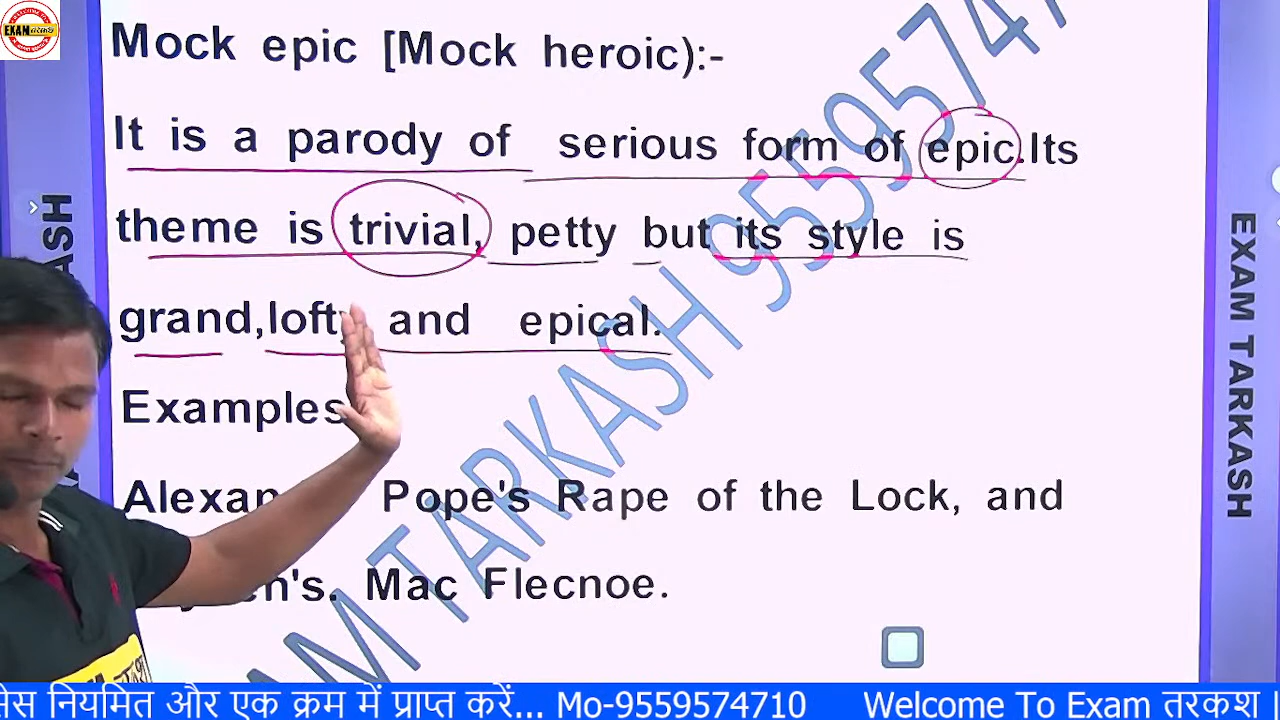 EXAM तरकश
Mock epic [Mock heroic):-
It is a parody of serious form of epic.Its
theme is trivial, petty but its style is
grand,lofty and epical.
Examples
Pope's Rape of the Lock, and
Mac Flecnoe.
EXAM TARKASH
TARKASH 95595747
नियमित और एक क्रम में प्राप्त करें... Mo-9559574710 Welcome To Exam तरकश |